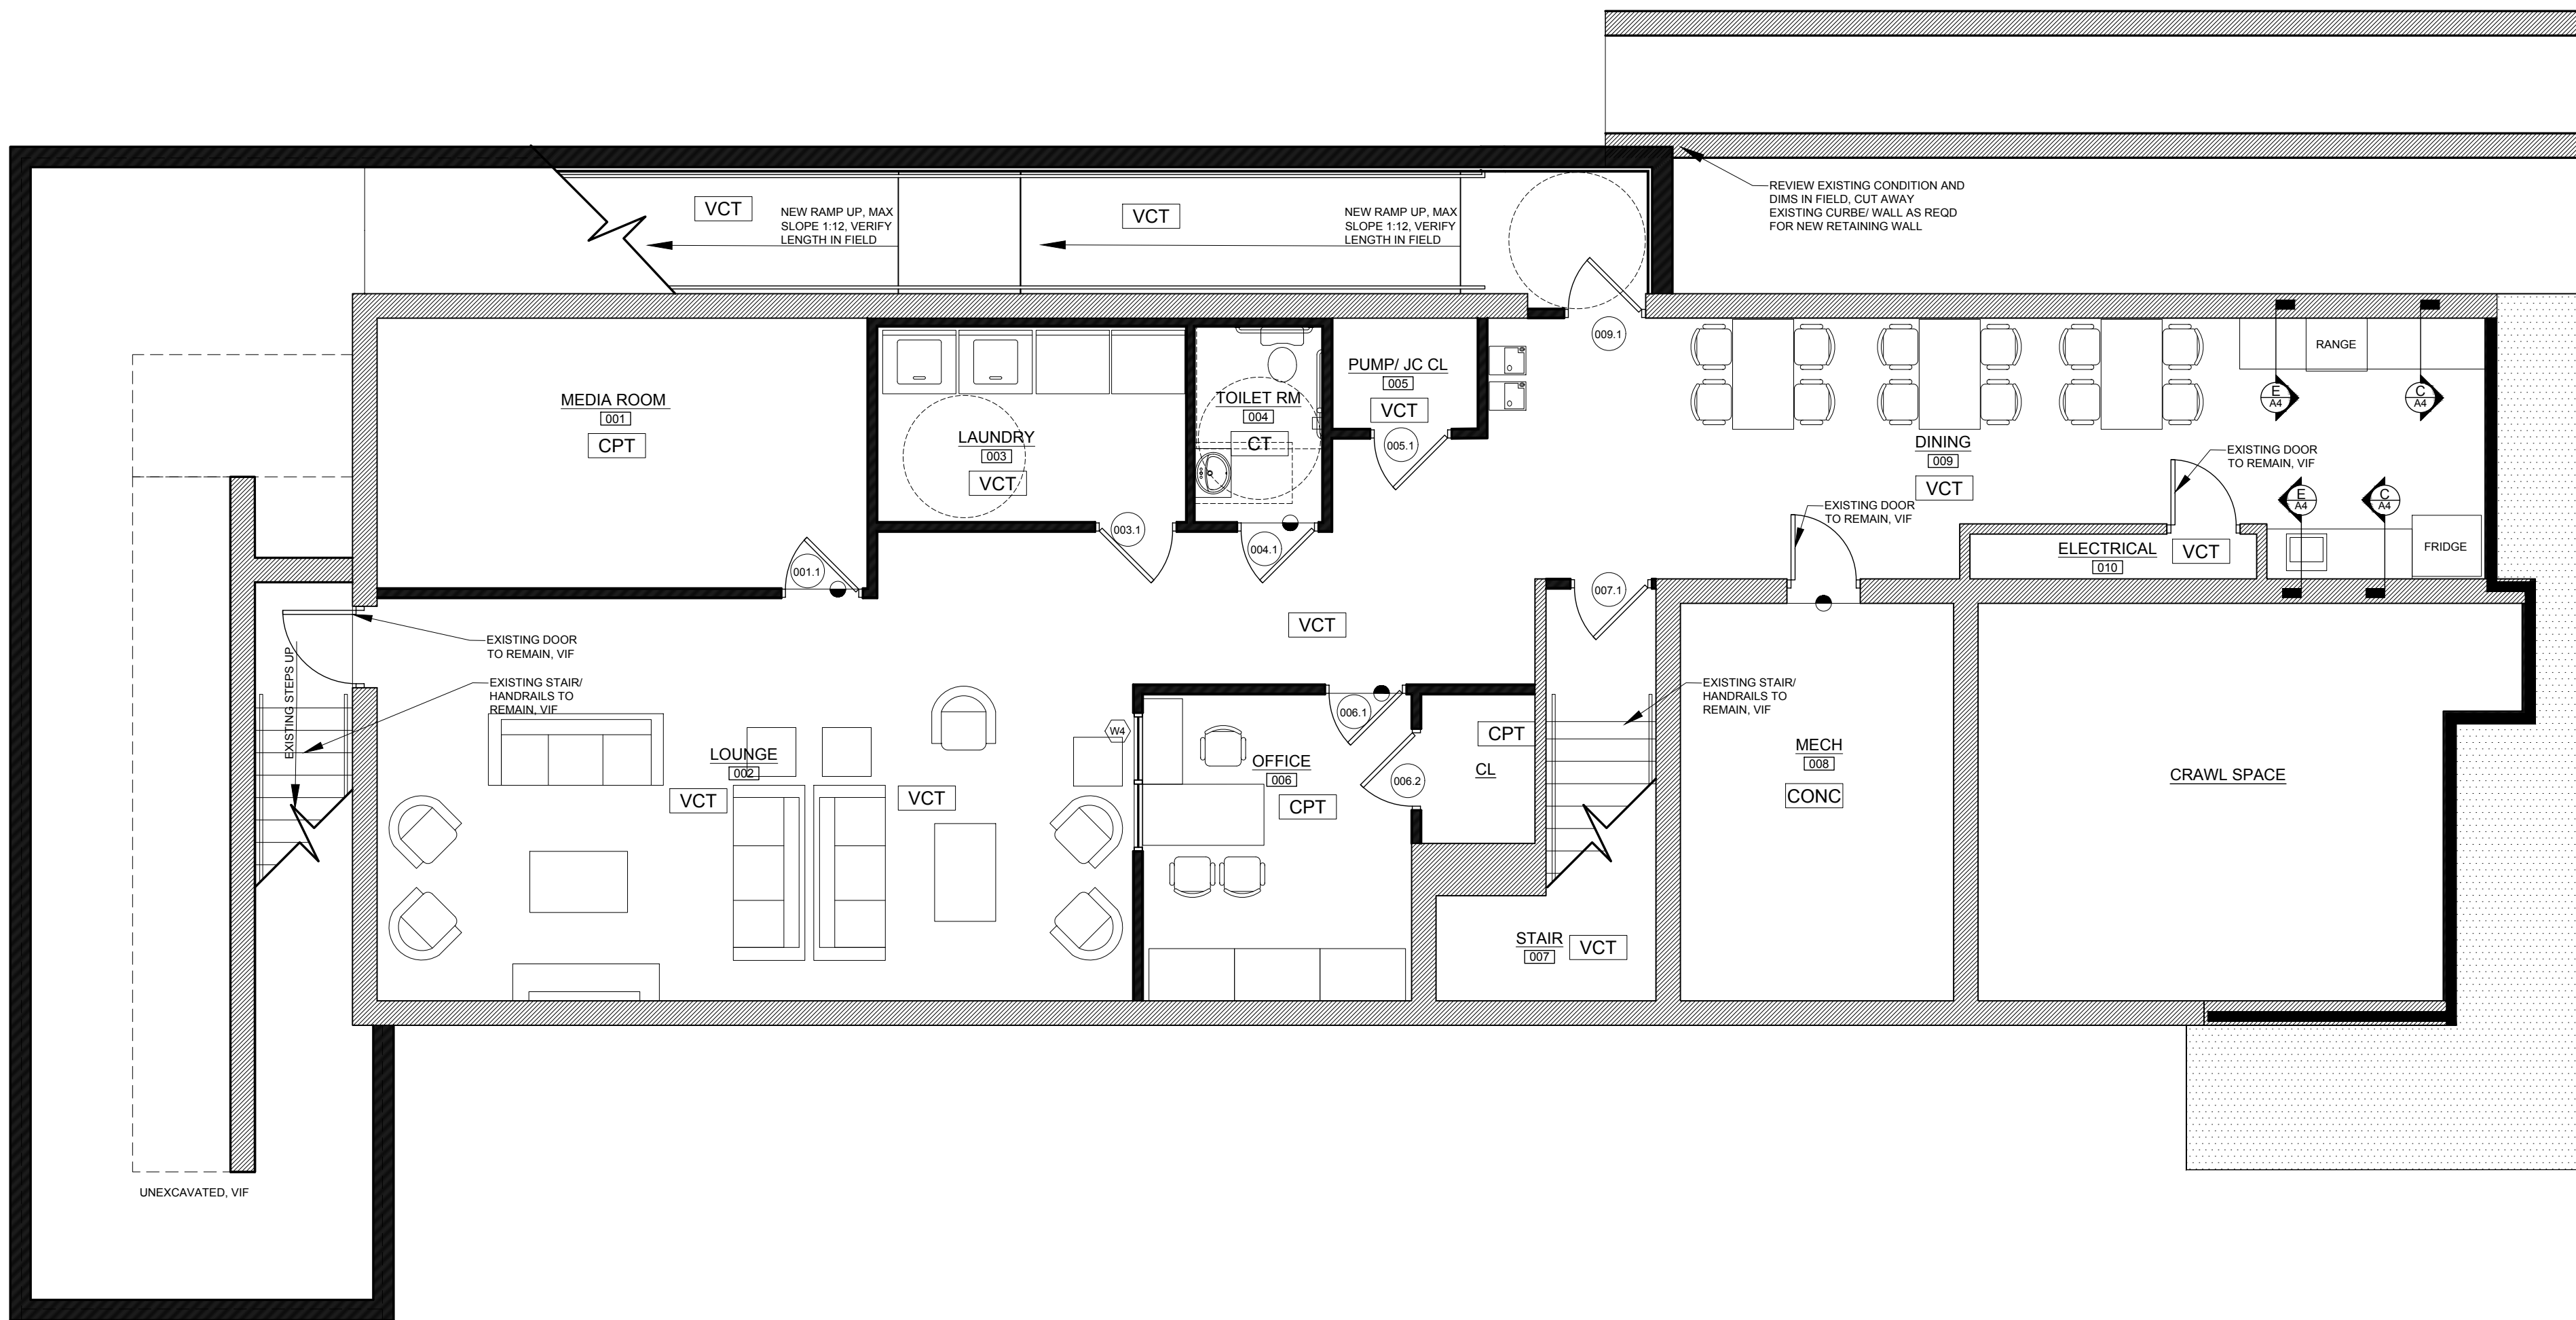 REVIEW EXISTING CONDITION AND
DIMS IN FIELD, CUT AWAY
EXISTING CURBE/ WALL AS REQD
FOR NEW RETAINING WALL
VCT
NEW RAMP UP, MAX
SLOPE 1:12, VERIFY
LENGTH IN FIELD
VCT
NEW RAMP UP, MAX
SLOPE 1:12, VERIFY
LENGTH IN FIELD
009.1
RANGE
MEDIA ROOM
001
CPT
LAUNDRY
003
VCT
003.1
TOILET RM
004
CT
004.1
PUMP/ JC CL
005
VCT
005.1
E
A4
C
A4
DINING
009
VCT
EXISTING DOOR
TO REMAIN, VIF
EXISTING DOOR
TO REMAIN, VIF
E
A4
C
A4
ELECTRICAL
010
VCT
FRIDGE
001.1
007.1
VCT
EXISTING DOOR
TO REMAIN, VIF
EXISTING STEPS UP
EXISTING STAIR/
HANDRAILS TO
REMAIN, VIF
LOUNGE
002
VCT
VCT
W4
006.1
OFFICE
006
CPT
006.2
CPT
CL
EXISTING STAIR/
HANDRAILS TO
REMAIN, VIF
MECH
008
CONC
CRAWL SPACE
STAIR
007
VCT
UNEXCAVATED, VIF